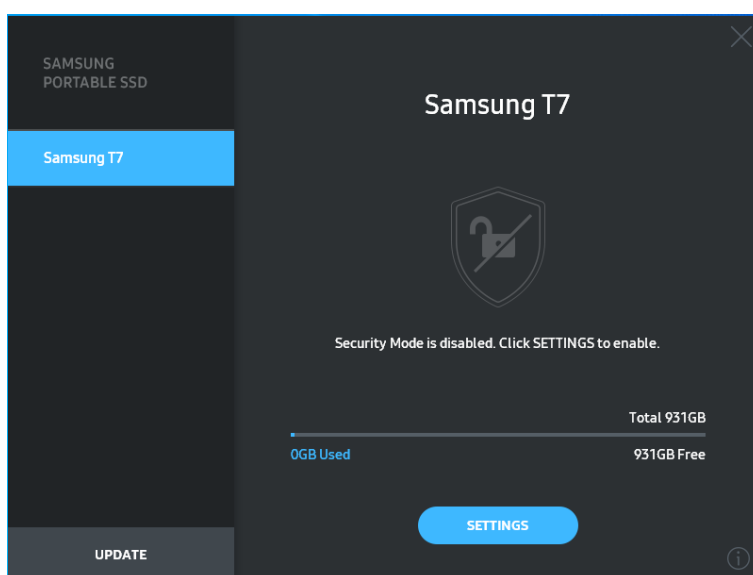 SAMSUNG
PORTABLE SSD
Samsung T7
Samsung T7
Security Mode is disabled. Click SETTINGS to enable.
Total 931GB
0GB Used
931GB Free
SETTINGS
UPDATE